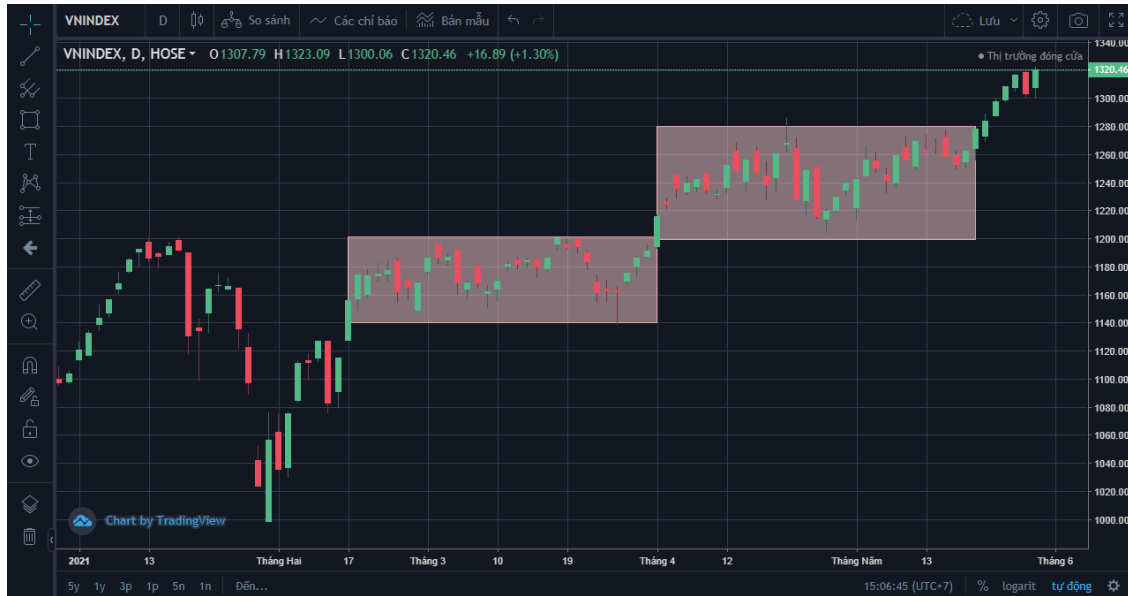 VNINDEX D So sánh Các chỉ báo Bản mẫu Lưu
VNINDEX, D, HOSE O1307.79 H1323.09 L1300.06 C1320.46 +16.89 (+1.30%)
Thị trường đóng cửa
1340.00
1320.46
1300.00
1280.00
1260.00
1240.00
1220.00
1200.00
1180.00
1160.00
1140.00
1120.00
1100.00
1080.00
1060.00
1040.00
1020.00
1000.00
T
Chart by TradingView
2021 13 Tháng Hai 17 Tháng 3 10 19 Tháng 4 12 Tháng Năm 13 Tháng 6
5y 1y 3p 1p 5n 1n Đến... 15:06:45 (UTC+7) % logarit tự động